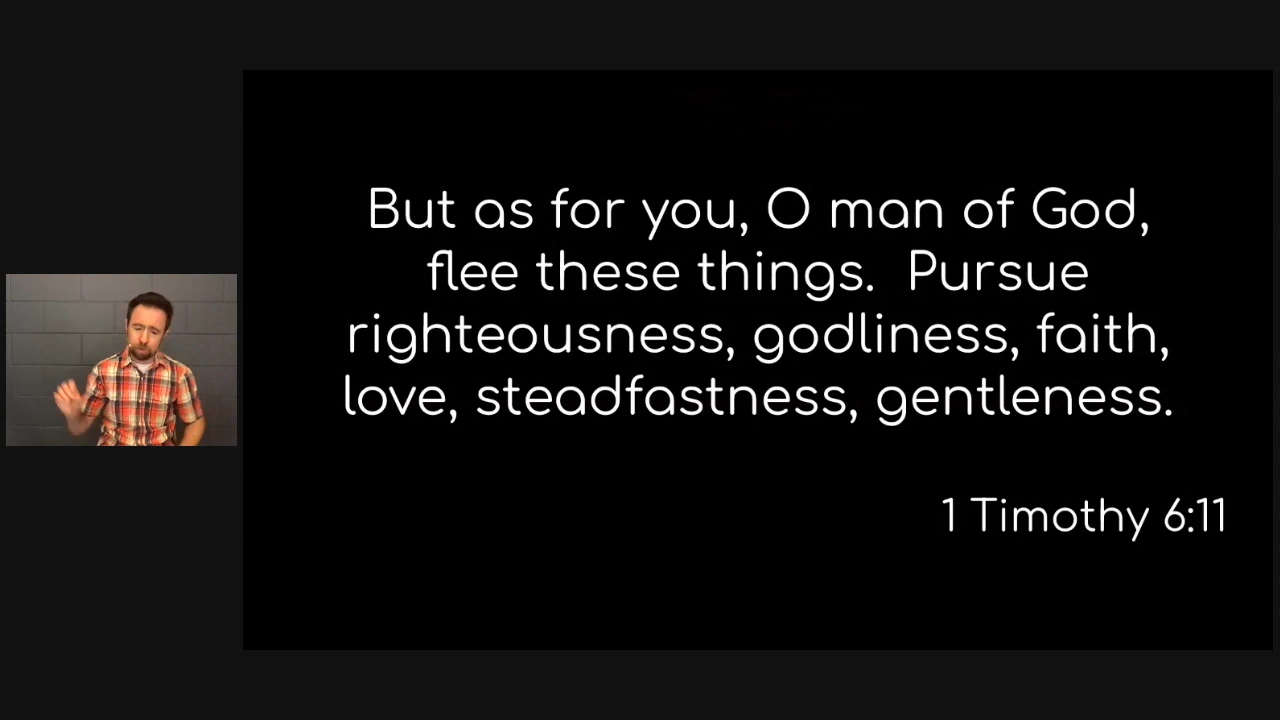 But as for you, O man of God,
flee these things.  Pursue
righteousness, godliness, faith,
love, steadfastness, gentleness.
1 Timothy 6:11